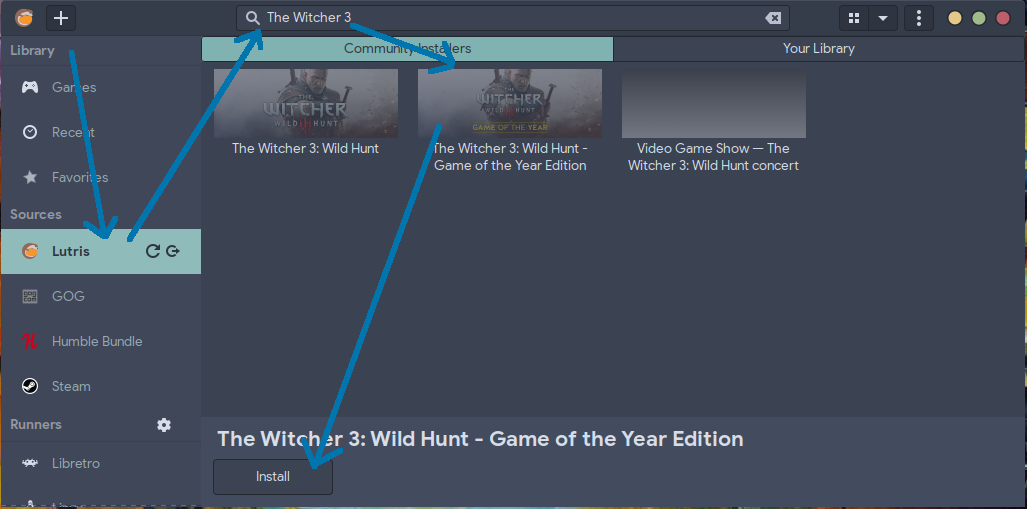 The Witcher 3
Library
Community Installers
Your Library
Games
Recent
Favorites
Sources
Lutris
GOG
Humble Bundle
Steam
Runners
Libretro
THE
WITCHER
WILD HUNT
The Witcher 3: Wild Hunt
THE
WITCHER
WILD HUNT
GAME OF THE YEAR
The Witcher 3: Wild Hunt -
Game of the Year Edition
Video Game Show — The
Witcher 3: Wild Hunt concert
The Witcher 3: Wild Hunt - Game of the Year Edition
Install